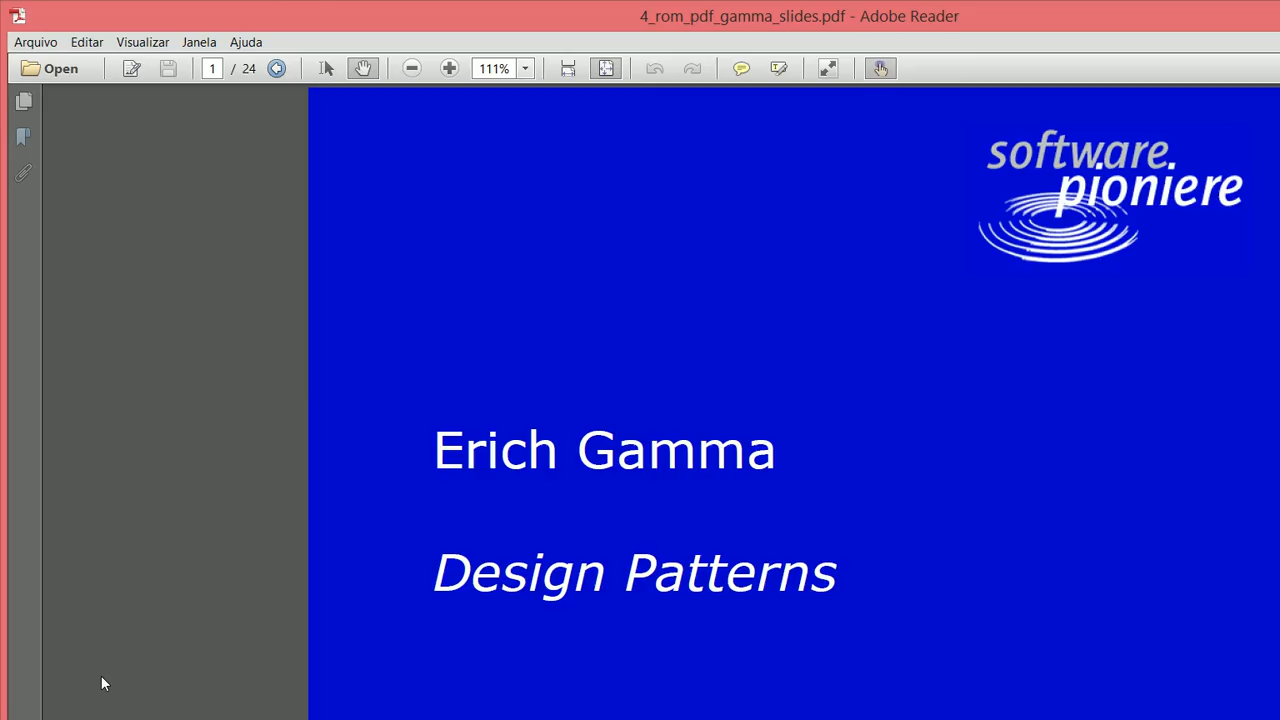 4_rom_pdf_gamma_slides.pdf - Adobe Reader
Arquivo Editar Visualizar Janela Ajuda
Open 1 / 24 111%
software.
pioniere
Erich Gamma
Design Patterns